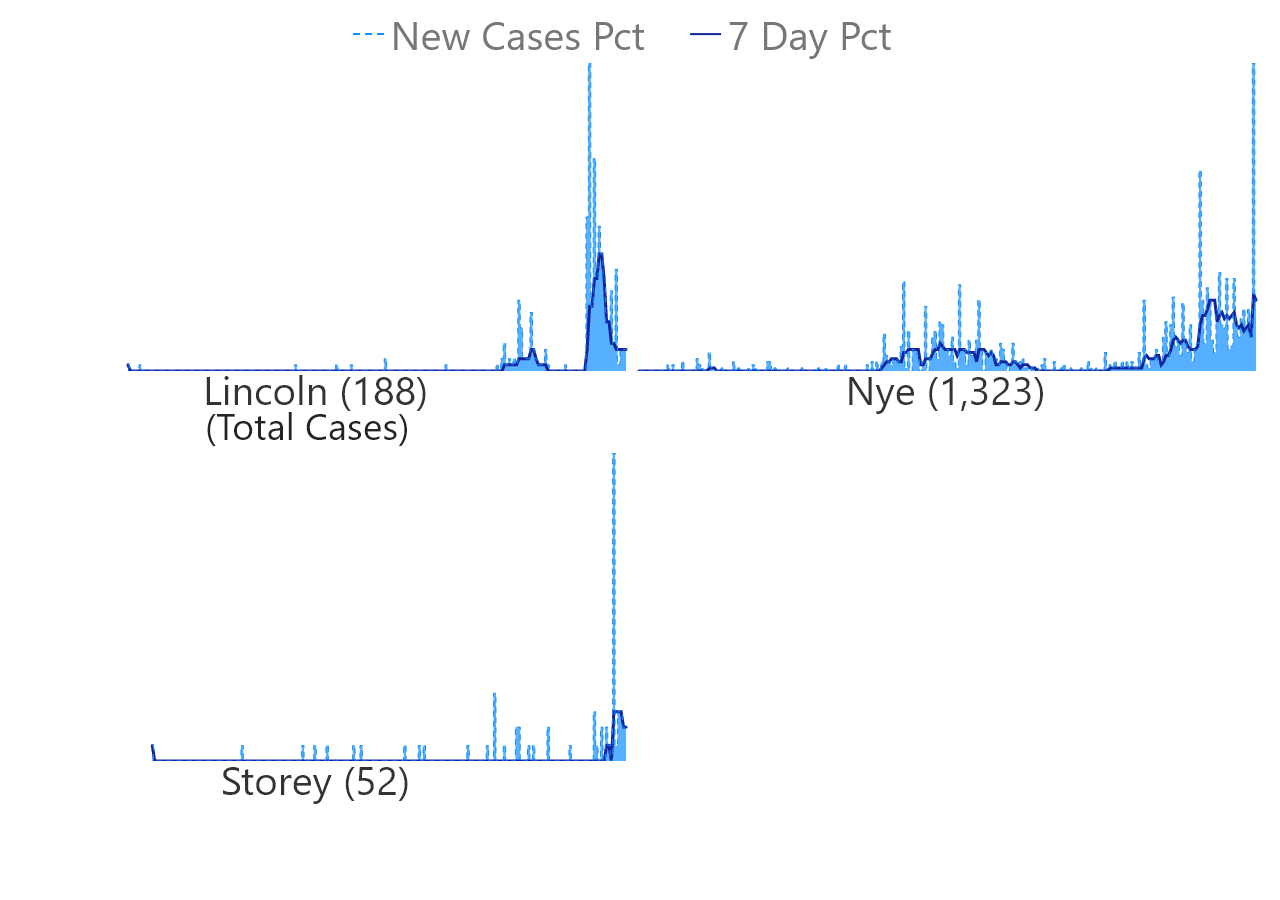 New Cases Pct 7 Day Pct
Lincoln (188)
(Total Cases)
Nye (1,323)
Storey (52)